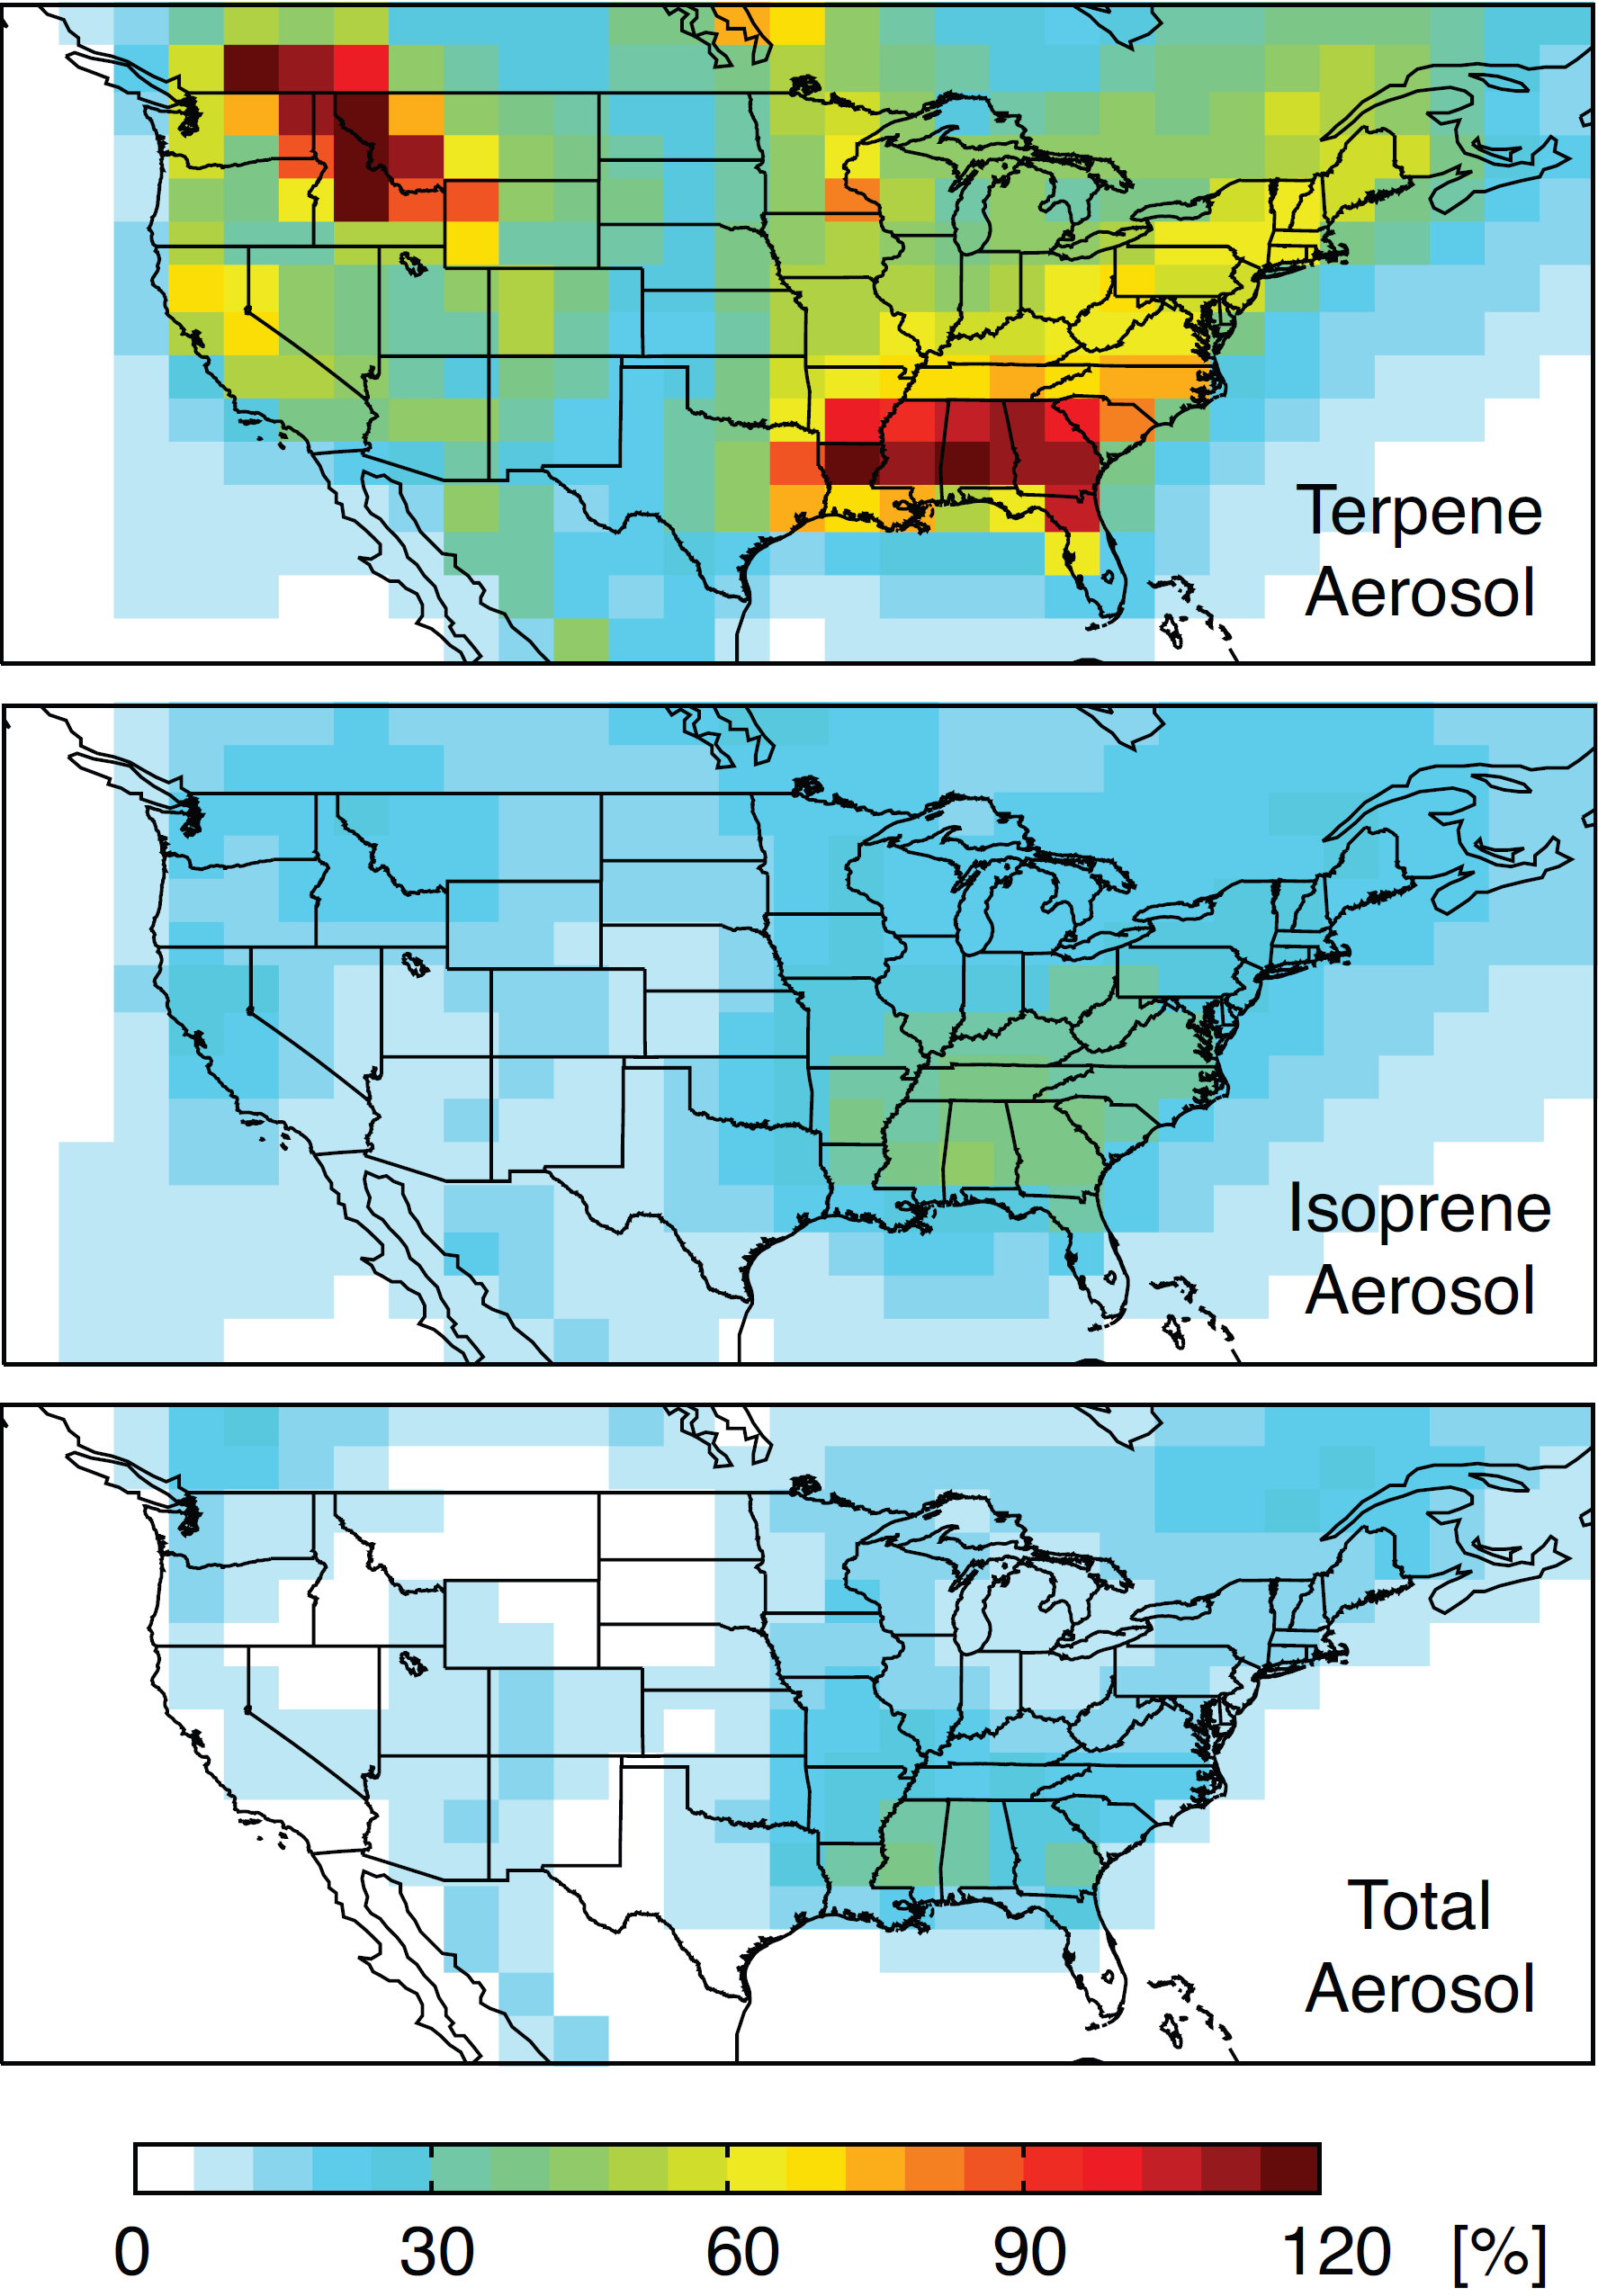 Terpene
Aerosol
Isoprene
Aerosol
Total
Aerosol
0 30 60 90 120 [%]